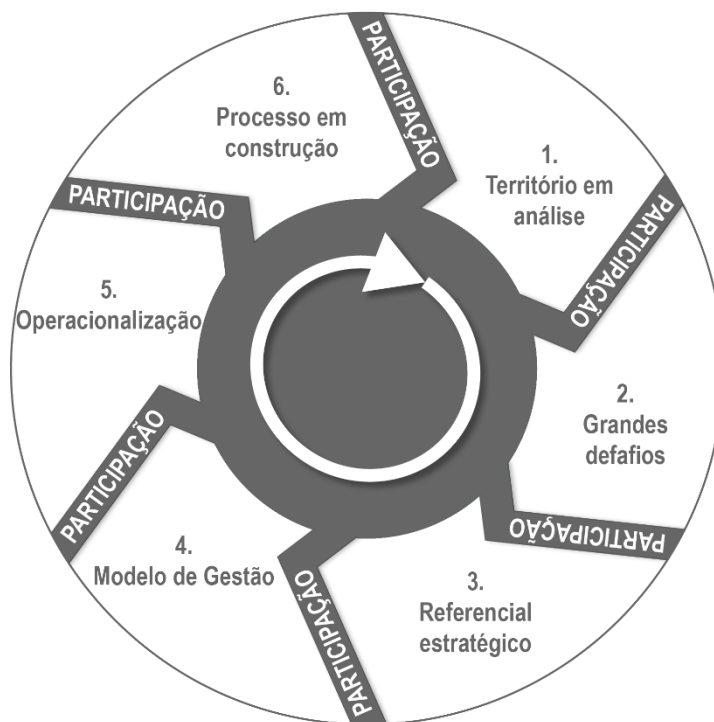 PARTICIPAÇÃO
1.
Território em
análise
PARTICIPAÇÃO
2.
Grandes
defafios
PARTICIPAÇÃO
3.
Referencial
estratégico
PARTICIPAÇÃO
4.
Modelo de Gestão
PARTICIPAÇÃO
5.
Operacionalização
PARTICIPAÇÃO
6.
Processo em
construção